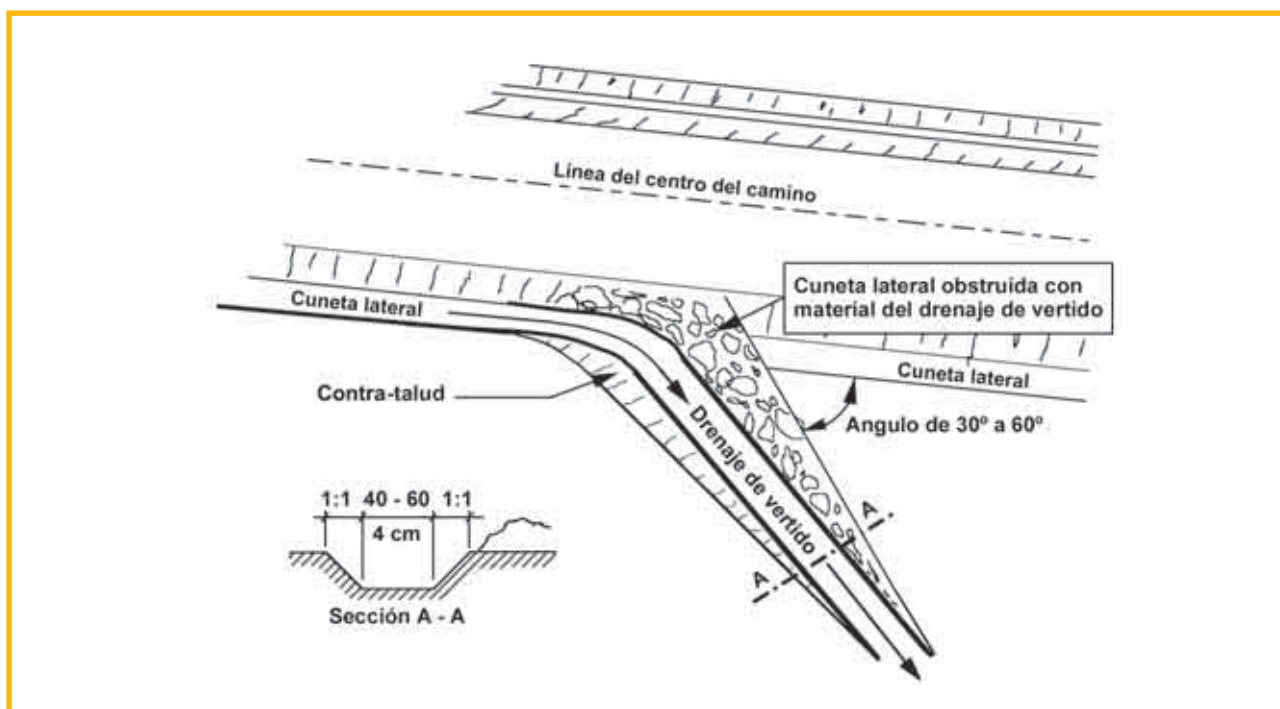 Línea del centro del camino
Cuneta lateral obstruida con
material del drenaje de vertido
Cuneta lateral
Cuneta lateral
Contra-talud
Angulo de 30º a 60º
Drenaje de vertido
A
A
1:1 40 - 60 1:1
4 cm
Sección A - A